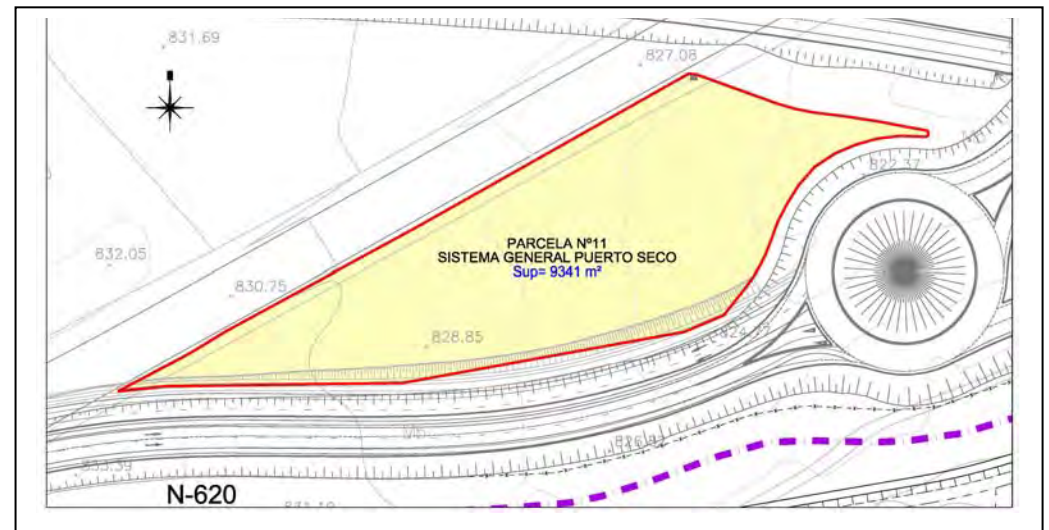 831.69
827.08
822.37
PARCELA Nº11
SISTEMA GENERAL PUERTO SECO
Sup= 9341 m²
832.05
830.75
828.85
N-620